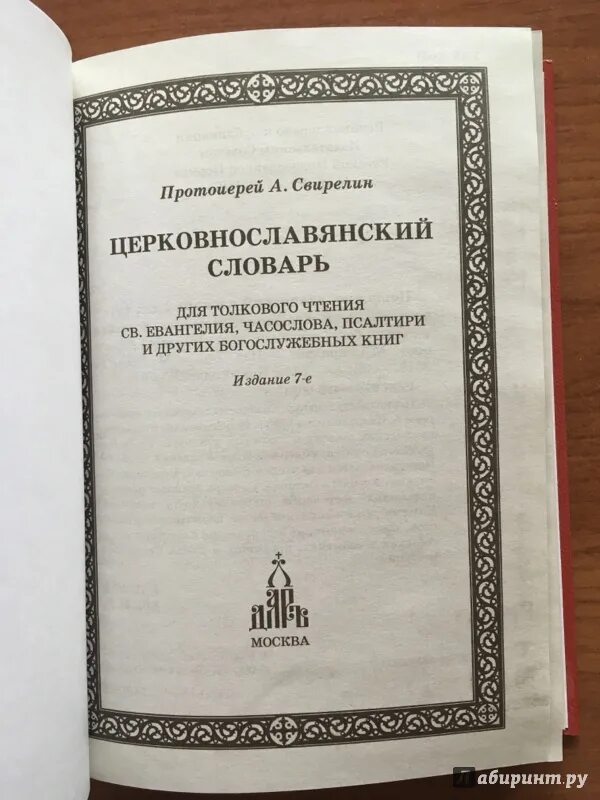 Протоиерей А. Свирелин
ЦЕРКОВНОСЛАВЯНСКИЙ
СЛОВАРЬ
ДЛЯ ТОЛКОВОГО ЧТЕНИЯ
СВ. ЕВАНГЕЛИЯ, ЧАСОСЛОВА, ПСАЛТИРИ
И ДРУГИХ БОГОСЛУЖЕБНЫХ КНИГ
Издание 7-е
ДАРЪ
МОСКВА
Лабиринт.ру